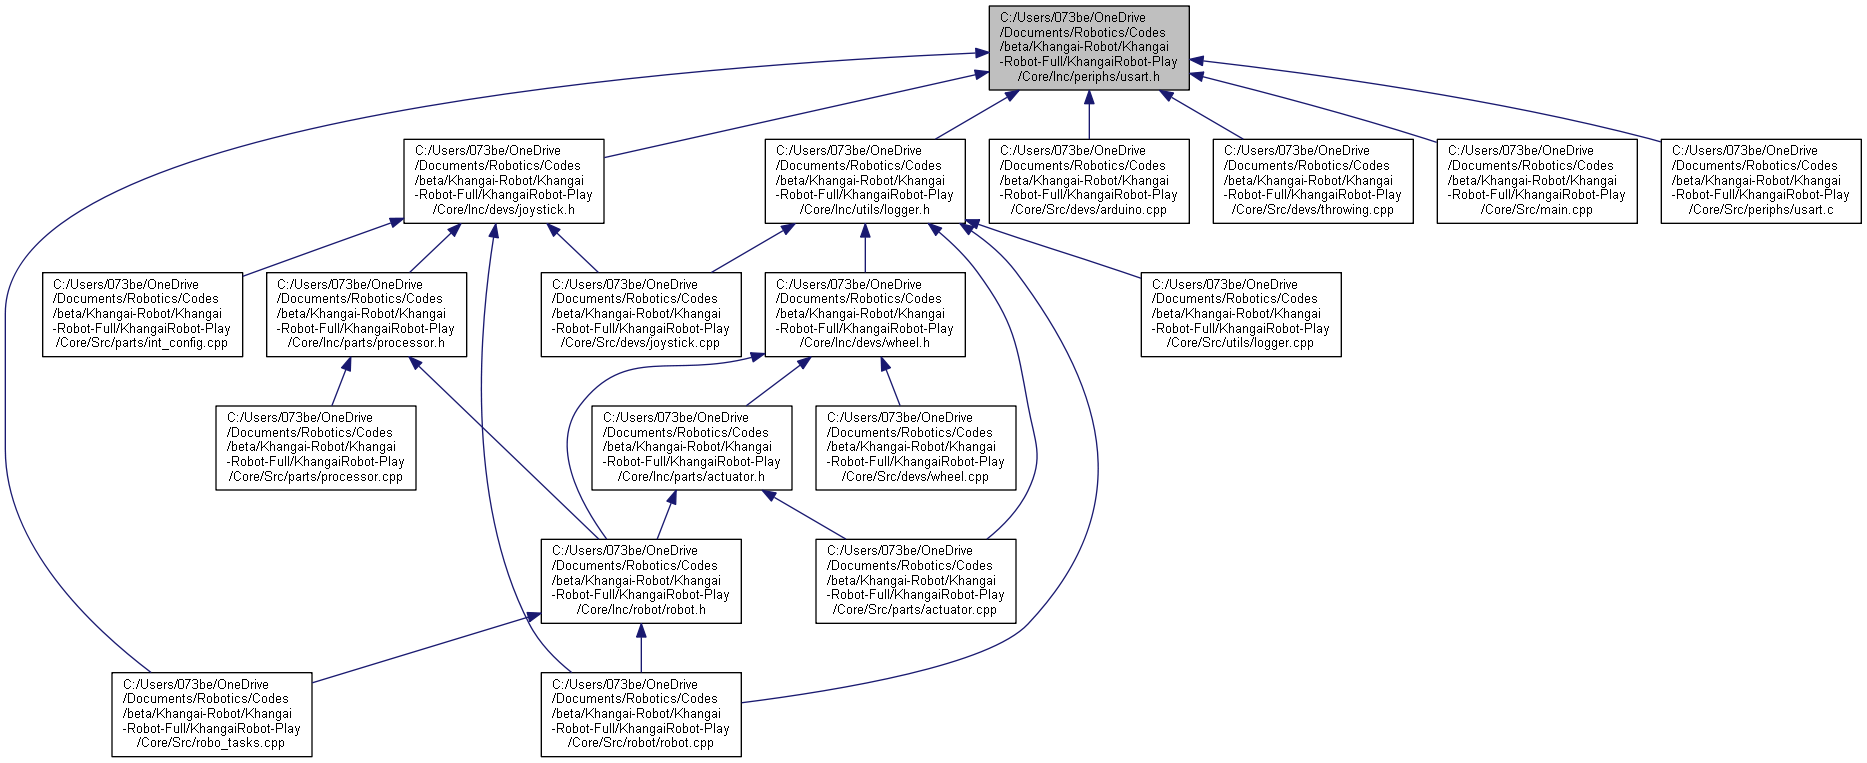 C:/Users/073be/OneDrive
/Documents/Robotics/Codes
/beta/Khangai-Robot/Khangai
-Robot-Full/KhangaiRobot-Play
/Core/Inc/periphs/usart.h
C:/Users/073be/OneDrive
/Documents/Robotics/Codes
/beta/Khangai-Robot/Khangai
-Robot-Full/KhangaiRobot-Play
/Core/Inc/devs/joystick.h
C:/Users/073be/OneDrive
/Documents/Robotics/Codes
/beta/Khangai-Robot/Khangai
-Robot-Full/KhangaiRobot-Play
/Core/Inc/utils/logger.h
C:/Users/073be/OneDrive
/Documents/Robotics/Codes
/beta/Khangai-Robot/Khangai
-Robot-Full/KhangaiRobot-Play
/Core/Src/devs/arduino.cpp
C:/Users/073be/OneDrive
/Documents/Robotics/Codes
/beta/Khangai-Robot/Khangai
-Robot-Full/KhangaiRobot-Play
/Core/Src/devs/throwing.cpp
C:/Users/073be/OneDrive
/Documents/Robotics/Codes
/beta/Khangai-Robot/Khangai
-Robot-Full/KhangaiRobot-Play
/Core/Src/main.cpp
C:/Users/073be/OneDrive
/Documents/Robotics/Codes
/beta/Khangai-Robot/Khangai
-Robot-Full/KhangaiRobot-Play
/Core/Src/periphs/usart.c
C:/Users/073be/OneDrive
/Documents/Robotics/Codes
/beta/Khangai-Robot/Khangai
-Robot-Full/KhangaiRobot-Play
/Core/Src/parts/int_config.cpp
C:/Users/073be/OneDrive
/Documents/Robotics/Codes
/beta/Khangai-Robot/Khangai
-Robot-Full/KhangaiRobot-Play
/Core/Inc/parts/processor.h
C:/Users/073be/OneDrive
/Documents/Robotics/Codes
/beta/Khangai-Robot/Khangai
-Robot-Full/KhangaiRobot-Play
/Core/Src/devs/joystick.cpp
C:/Users/073be/OneDrive
/Documents/Robotics/Codes
/beta/Khangai-Robot/Khangai
-Robot-Full/KhangaiRobot-Play
/Core/Inc/devs/wheel.h
C:/Users/073be/OneDrive
/Documents/Robotics/Codes
/beta/Khangai-Robot/Khangai
-Robot-Full/KhangaiRobot-Play
/Core/Src/utils/logger.cpp
C:/Users/073be/OneDrive
/Documents/Robotics/Codes
/beta/Khangai-Robot/Khangai
-Robot-Full/KhangaiRobot-Play
/Core/Src/parts/processor.cpp
C:/Users/073be/OneDrive
/Documents/Robotics/Codes
/beta/Khangai-Robot/Khangai
-Robot-Full/KhangaiRobot-Play
/Core/Inc/parts/actuator.h
C:/Users/073be/OneDrive
/Documents/Robotics/Codes
/beta/Khangai-Robot/Khangai
-Robot-Full/KhangaiRobot-Play
/Core/Src/devs/wheel.cpp
C:/Users/073be/OneDrive
/Documents/Robotics/Codes
/beta/Khangai-Robot/Khangai
-Robot-Full/KhangaiRobot-Play
/Core/Inc/robot/robot.h
C:/Users/073be/OneDrive
/Documents/Robotics/Codes
/beta/Khangai-Robot/Khangai
-Robot-Full/KhangaiRobot-Play
/Core/Src/parts/actuator.cpp
C:/Users/073be/OneDrive
/Documents/Robotics/Codes
/beta/Khangai-Robot/Khangai
-Robot-Full/KhangaiRobot-Play
/Core/Src/robo_tasks.cpp
C:/Users/073be/OneDrive
/Documents/Robotics/Codes
/beta/Khangai-Robot/Khangai
-Robot-Full/KhangaiRobot-Play
/Core/Src/robot/robot.cpp